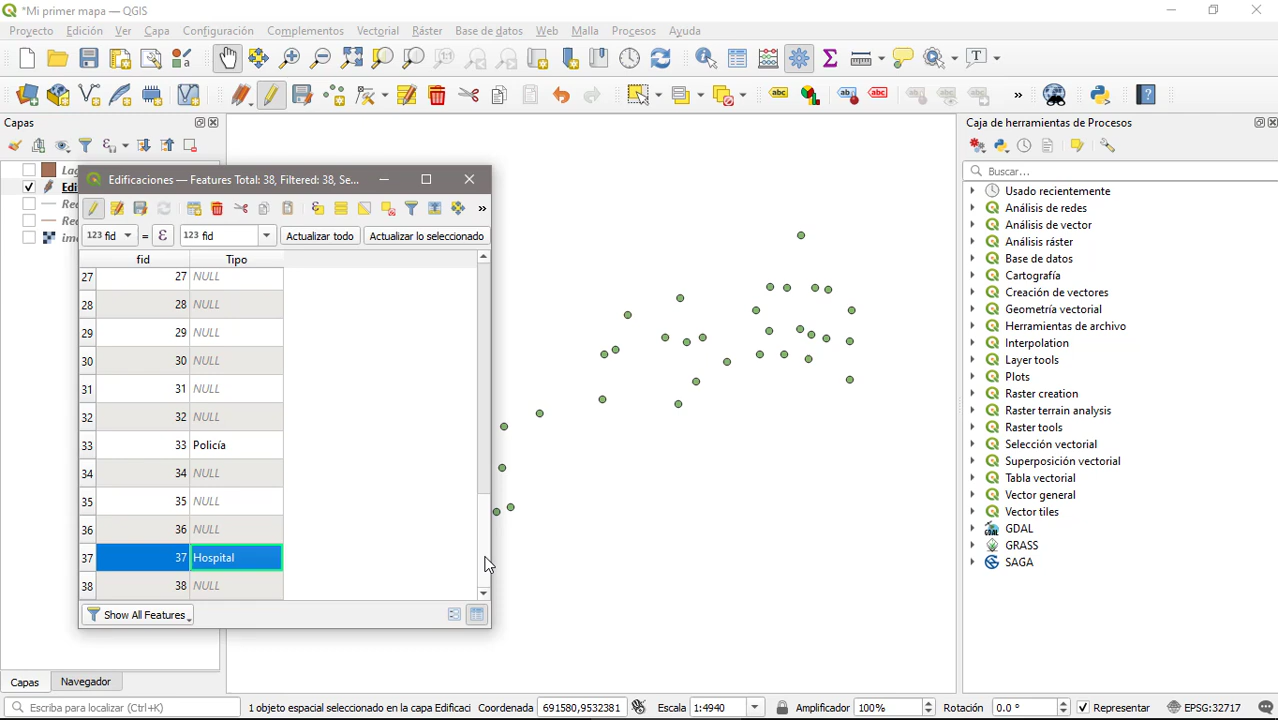 *Mi primer mapa — QGIS
Proyecto Edición Ver Capa Configuración Complementos Vectorial Ráster Base de datos Web Malla Procesos Ayuda
Capas
Caja de herramientas de Procesos
Edificaciones — Features Total: 38, Filtered: 38, Se...
123 fid = ε 123 fid Actualizar todo Actualizar lo seleccionado
fid Tipo
27 27 NULL
28 28 NULL
29 29 NULL
30 30 NULL
31 31 NULL
32 32 NULL
33 33 Policía
34 34 NULL
35 35 NULL
36 36 NULL
37 37 Hospital
38 38 NULL
Show All Features
Lag
Edi
Re
Re
im
Buscar...
Usado recientemente
Análisis de redes
Análisis de vector
Análisis ráster
Base de datos
Cartografía
Creación de vectores
Geometría vectorial
Herramientas de archivo
Interpolation
Layer tools
Plots
Raster creation
Raster terrain analysis
Raster tools
Selección vectorial
Superposición vectorial
Tabla vectorial
Vector general
Vector tiles
GDAL
GRASS
SAGA
Capas Navegador
Escriba para localizar (Ctrl+K) 1 objeto espacial seleccionado en la capa Edificaci Coordenada 691580,9532381 Escala 1:4940 Amplificador 100% Rotación 0.0 ° Representar EPSG:32717